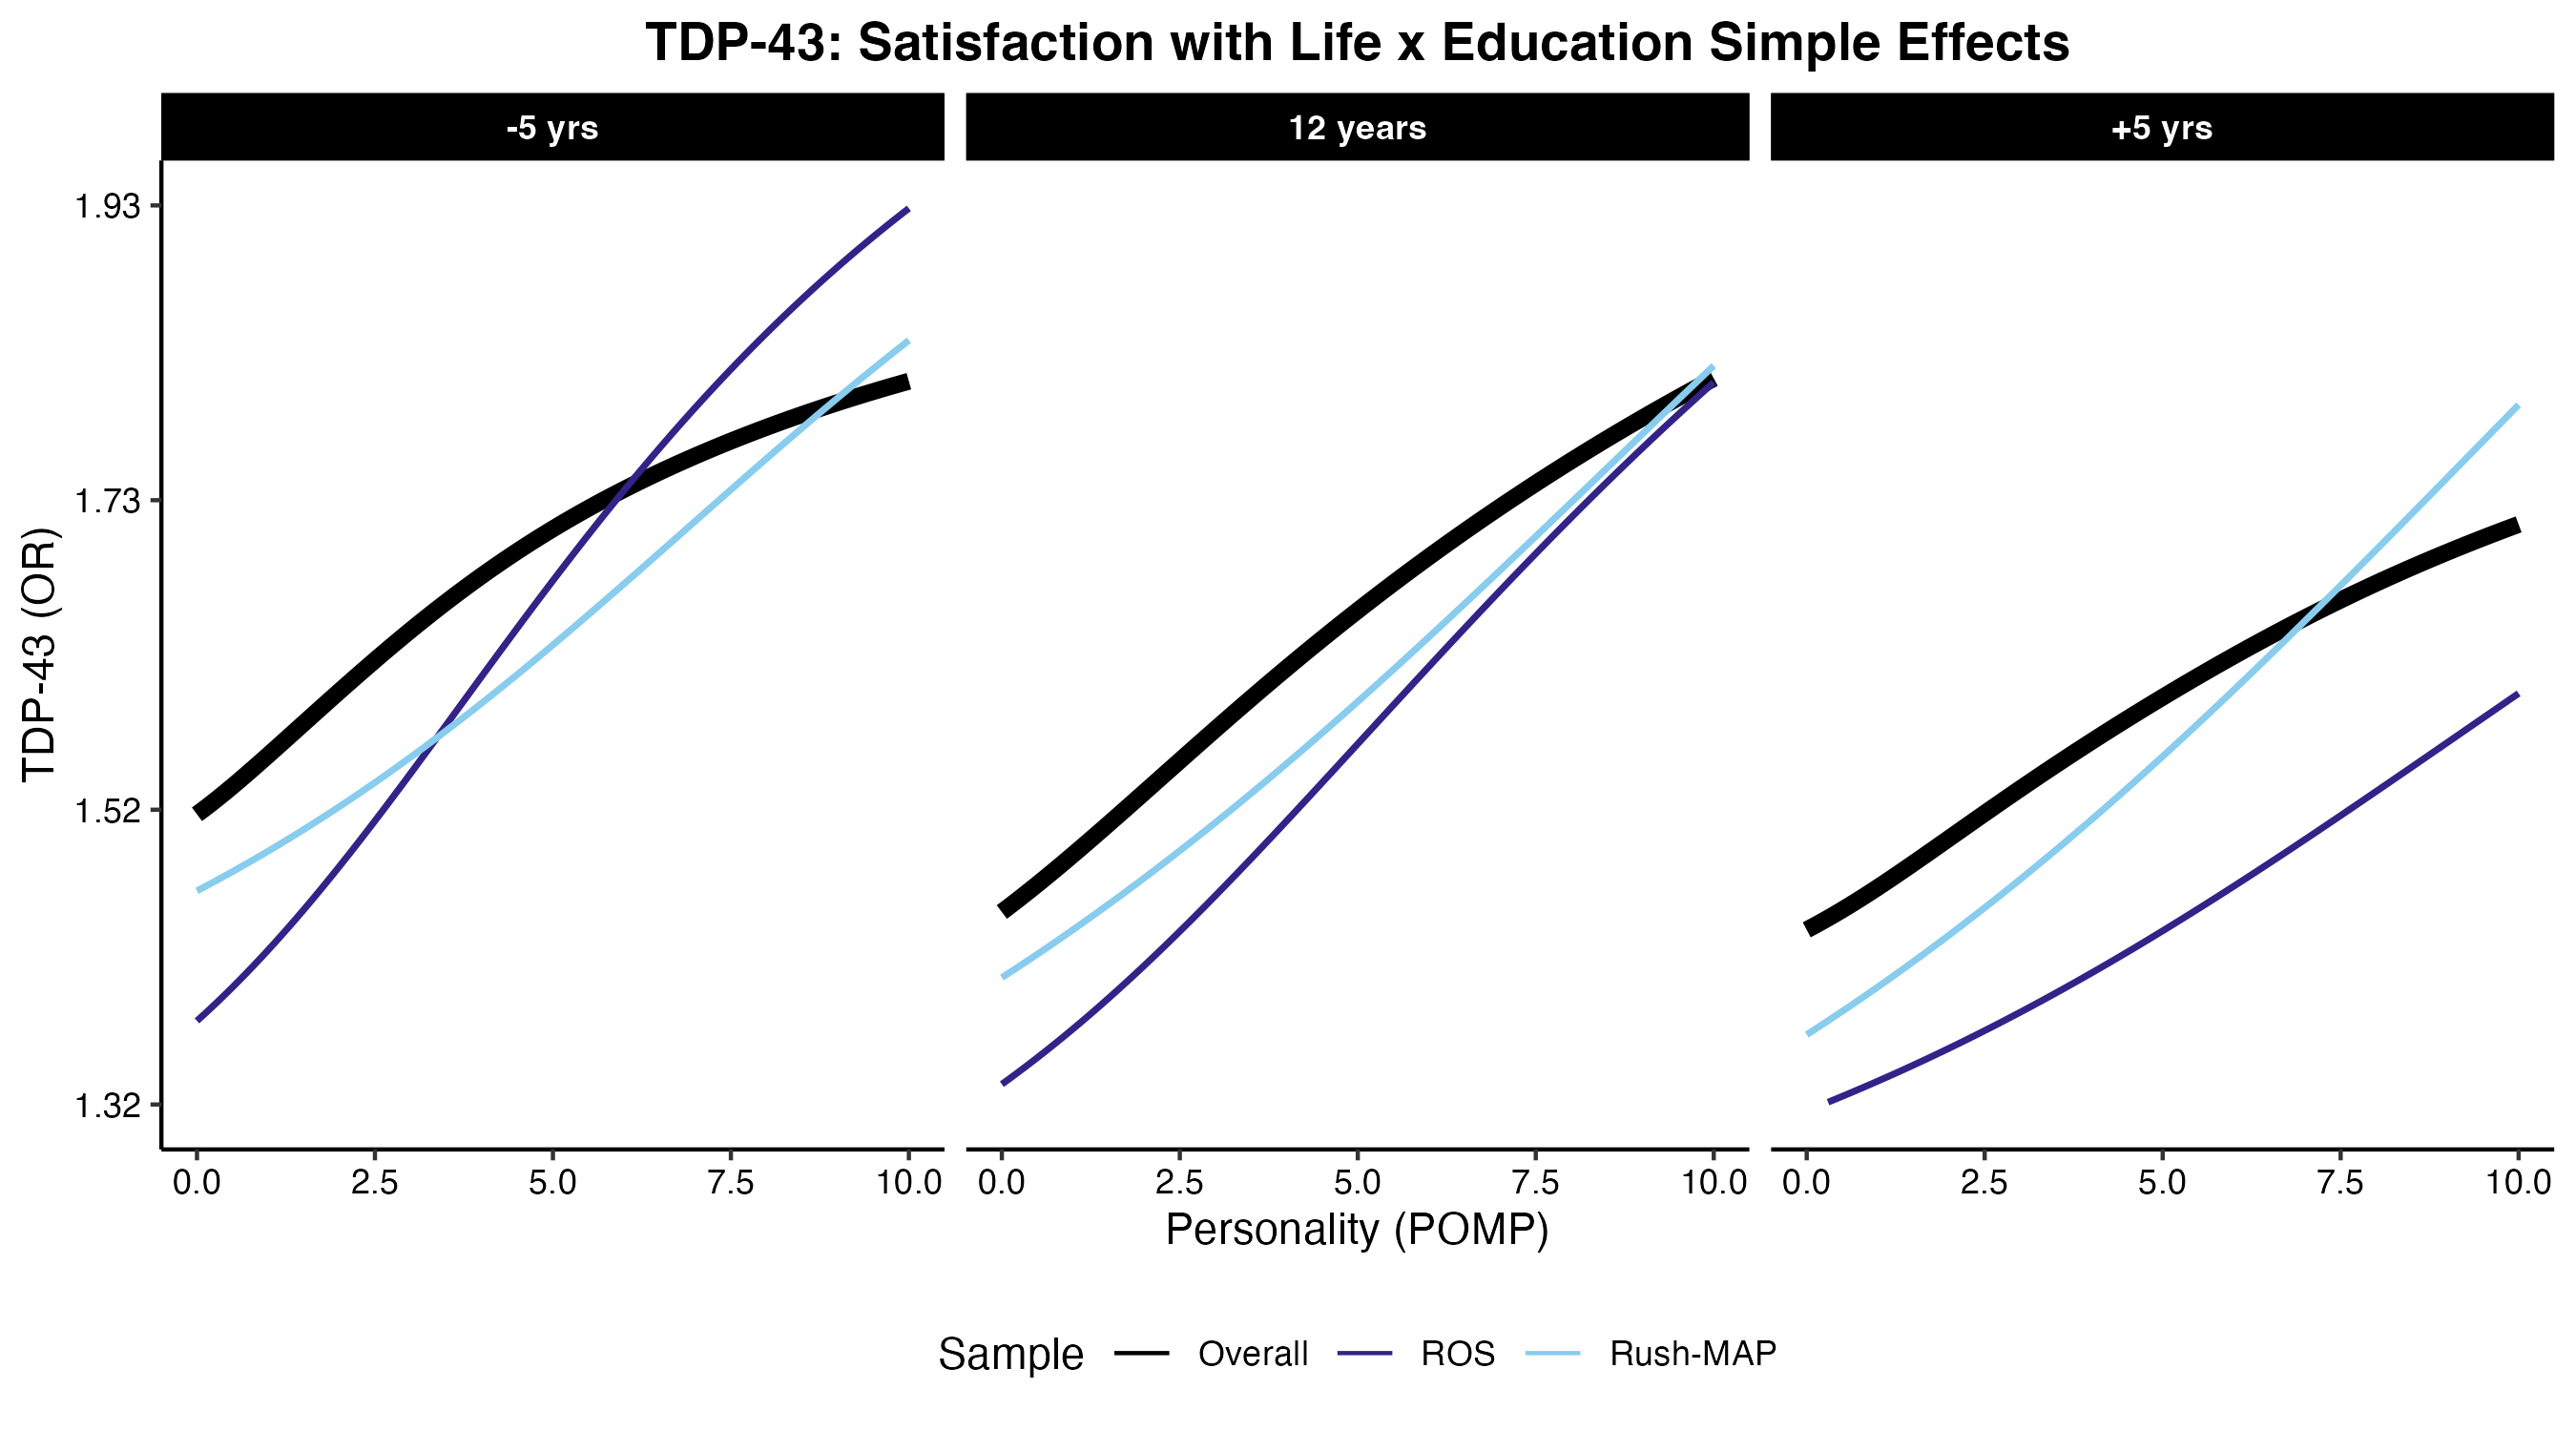 TDP-43: Satisfaction with Life x Education Simple Effects
-5 yrs
12 years
+5 yrs
TDP-43 (OR)
1.93
1.73
1.52
1.32
0.0 2.5 5.0 7.5 10.0
0.0 2.5 5.0 7.5 10.0
0.0 2.5 5.0 7.5 10.0
Personality (POMP)
Sample Overall ROS Rush-MAP